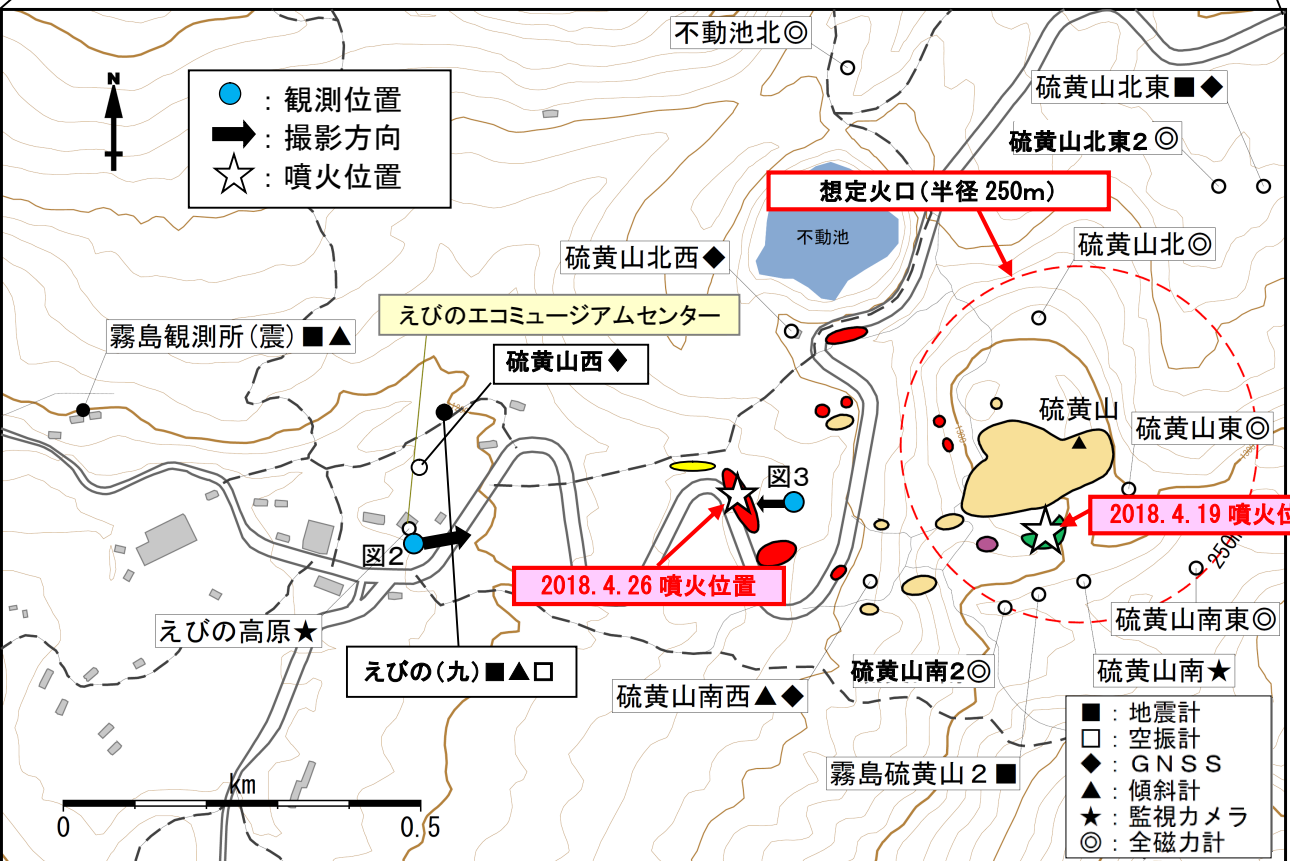 不動池北◎
N
硫黄山北東■◆
：観測位置
：撮影方向
：噴火位置
硫黄山北東2◎
想定火口(半径250m)
不動池
硫黄山北◎
硫黄山北西◆
えびのエコミュージアムセンター
霧島観測所(震)■▲
硫黄山西◆
硫黄山
硫黄山東◎
1300
1300
図3
2018.4.19 噴火位
図2
250m
2018.4.26 噴火位置
えびの高原★
硫黄山南東◎
えびの(九)■▲□
硫黄山南2◎
硫黄山南★
硫黄山南西▲◆
霧島硫黄山2■
■：地震計
□：空振計
◆：GNSS
▲：傾斜計
★：監視カメラ
◎：全磁力計
km
0
0.5